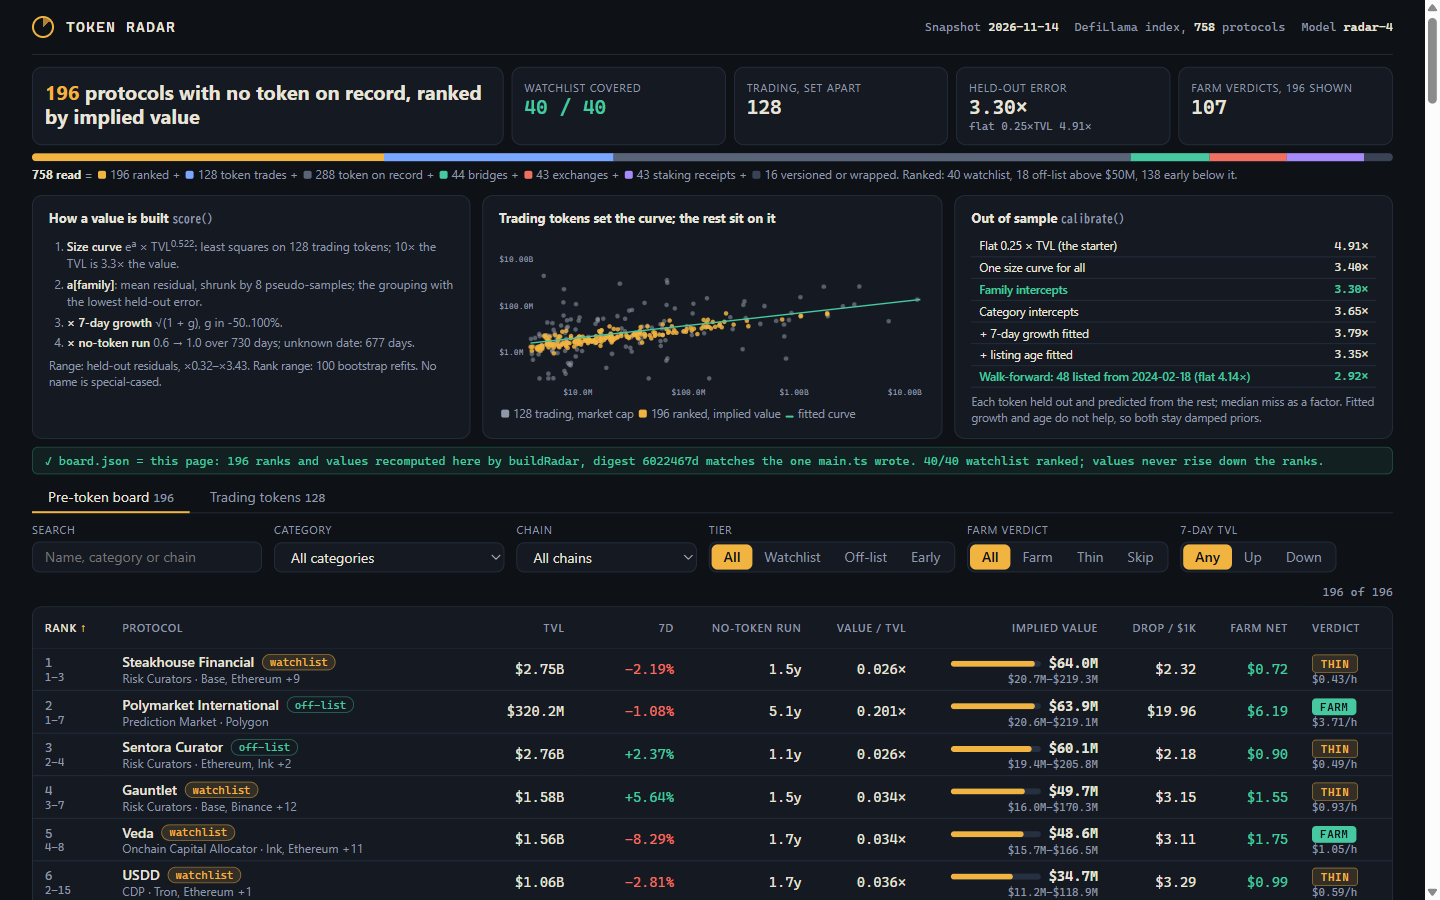 TOKEN RADAR
Snapshot 2026-11-14 DefiLlama index, 758 protocols Model radar-4
196 protocols with no token on record, ranked
by implied value
WATCHLIST COVERED
40 / 40
TRADING, SET APART
128
HELD-OUT ERROR
3.30×
flat 0.25×TVL 4.91×
FARM VERDICTS, 196 SHOWN
107
758 read = 196 ranked + 128 token trades + 288 token on record + 44 bridges + 43 exchanges + 43 staking receipts + 16 versioned or wrapped. Ranked: 40 watchlist, 18 off-list above $50M, 138 early below it.
How a value is built score()
1. Size curve eᵃ × TVL⁰·⁵²²: least squares on 128 trading tokens; 10× the
TVL is 3.3× the value.
2. a[family]: mean residual, shrunk by 8 pseudo-samples; the grouping with
the lowest held-out error.
3. × 7-day growth √(1 + g), g in -50..100%.
4. × no-token run 0.6 → 1.0 over 730 days; unknown date: 677 days.
Range: held-out residuals, ×0.32–×3.43. Rank range: 100 bootstrap refits. No
name is special-cased.
Trading tokens set the curve; the rest sit on it
$10.00B
$100.0M
$1.0M
$10.0M $100.0M $1.00B $10.00B
128 trading, market cap 196 ranked, implied value fitted curve
Out of sample calibrate()
Flat 0.25 × TVL (the starter) 4.91×
One size curve for all 3.40×
Family intercepts 3.30×
Category intercepts 3.65×
+ 7-day growth fitted 3.79×
+ listing age fitted 3.35×
Walk-forward: 48 listed from 2024-02-18 (flat 4.14×) 2.92×
Each token held out and predicted from the rest; median miss as a factor. Fitted
growth and age do not help, so both stay damped priors.
✓ board.json = this page: 196 ranks and values recomputed here by buildRadar, digest 6022467d matches the one main.ts wrote. 40/40 watchlist ranked; values never rise down the ranks.
Pre-token board 196 Trading tokens 128
SEARCH CATEGORY CHAIN TIER FARM VERDICT 7-DAY TVL
Name, category or chain All categories All chains All Watchlist Off-list Early All Farm Thin Skip Any Up Down
196 of 196
RANK ↑ PROTOCOL TVL 7D NO-TOKEN RUN VALUE / TVL IMPLIED VALUE DROP / $1K FARM NET VERDICT
1 Steakhouse Financial watchlist $2.75B −2.19% 1.5y 0.026× $64.0M $2.32 $0.72 THIN
1–3 Risk Curators · Base, Ethereum +9 $20.7M–$219.3M $0.43/h
2 Polymarket International off-list $320.2M −1.08% 5.1y 0.201× $63.9M $19.96 $6.19 FARM
1–7 Prediction Market · Polygon $20.6M–$219.1M $3.71/h
3 Sentora Curator off-list $2.76B +2.37% 1.1y 0.026× $60.1M $2.18 $0.90 THIN
2–4 Risk Curators · Ethereum, Ink +2 $19.4M–$205.8M $0.49/h
4 Gauntlet watchlist $1.58B +5.64% 1.5y 0.034× $49.7M $3.15 $1.55 THIN
3–7 Risk Curators · Base, Binance +12 $16.0M–$170.3M $0.93/h
5 Veda watchlist $1.56B −8.29% 1.7y 0.034× $48.6M $3.11 $1.75 FARM
4–8 Onchain Capital Allocator · Ink, Ethereum +11 $15.7M–$166.5M $1.05/h
6 USDD watchlist $1.06B −2.81% 1.7y 0.036× $34.7M $3.29 $0.99 THIN
2–15 CDP · Tron, Ethereum +1 $11.2M–$118.9M $0.59/h